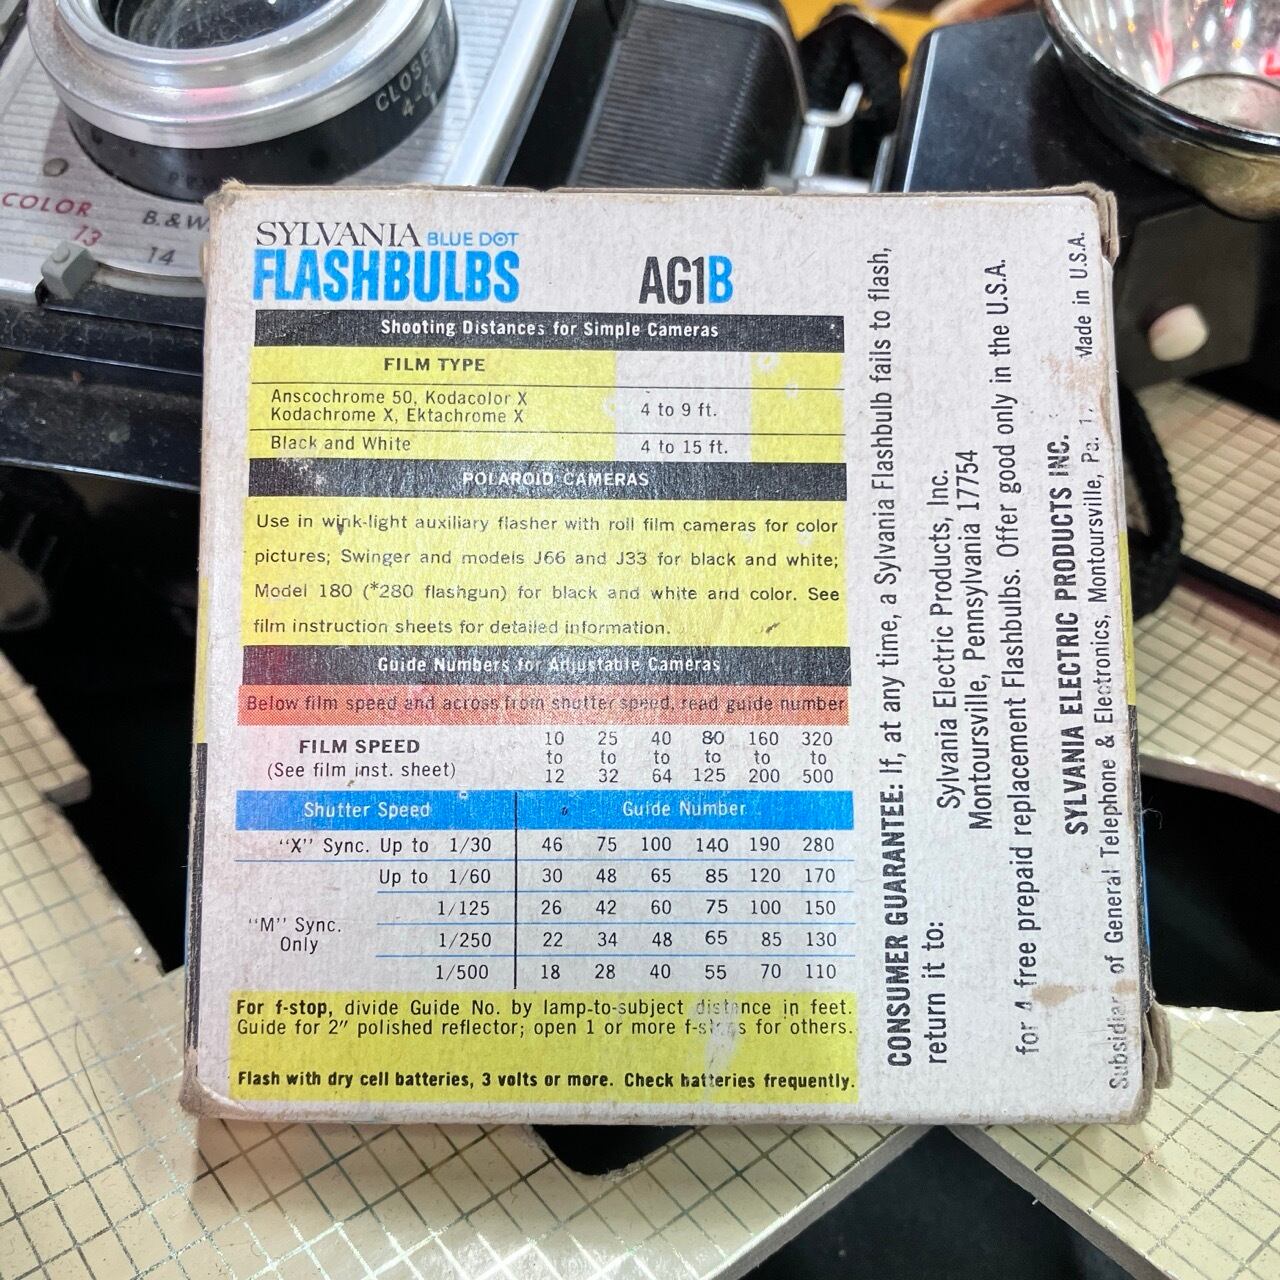 CLOSE
COLOR
13
B.&W.
14
SYLVANIA BLUE DOT
FLASHBULBS AG1B
Shooting Distances for Simple Cameras
FILM TYPE
Anscochrome 50, Kodacolor X
Kodachrome X, Ektachrome X
4 to 9 ft.
Black and White 4 to 15 ft.
POLAROID CAMERAS
Use in wink-light auxiliary flasher with roll film cameras for color
pictures; Swinger and models J66 and J33 for black and white;
Model 180 (*280 flashgun) for black and white and color. See
film instruction sheets for detailed information.
Guide Numbers for Adjustable Cameras
Below film speed and across from shutter speed, read guide number
FILM SPEED 10 25 40 80 160 320
to to to to to to
(See film inst. sheet) 12 32 64 125 200 500
Shutter Speed Guide Number
"X" Sync. Up to 1/30 46 75 100 140 190 280
Up to 1/60 30 48 65 85 120 170
1/125 26 42 60 75 100 150
"M" Sync.
Only
1/250 22 34 48 65 85 130
1/500 18 28 40 55 70 110
For f-stop, divide Guide No. by lamp-to-subject distance in feet.
Guide for 2" polished reflector; open 1 or more f-stops for others.
Flash with dry cell batteries, 3 volts or more. Check batteries frequently.
CONSUMER GUARANTEE: If, at any time, a Sylvania Flashbulb fails to flash,
return it to: Sylvania Electric Products, Inc.
Montoursville, Pennsylvania 17754
for 4 free prepaid replacement Flashbulbs. Offer good only in the U.S.A.
SYLVANIA ELECTRIC PRODUCTS INC.
Subsidiary of General Telephone & Electronics, Montoursville, Pa. Made in U.S.A.